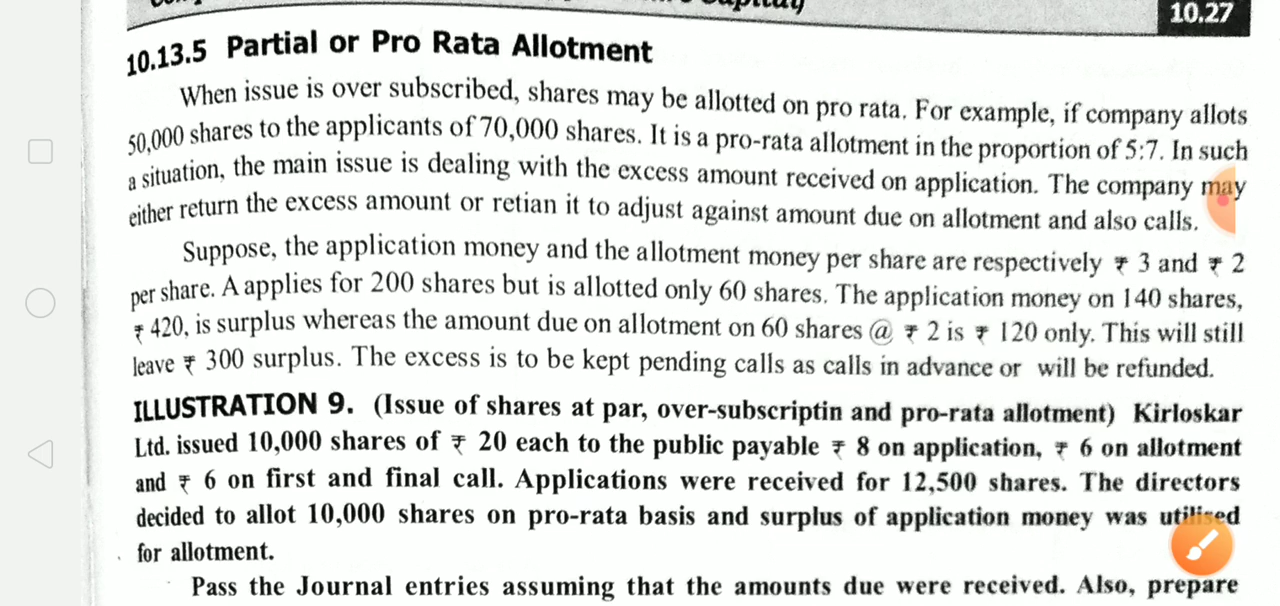 Capital
10.27
10.13.5 Partial or Pro Rata Allotment
When issue is over subscribed, shares may be allotted on pro rata. For example, if company allots
50,000 shares to the applicants of 70,000 shares. It is a pro-rata allotment in the proportion of 5:7. In such
a situation, the main issue is dealing with the excess amount received on application. The company may
either return the excess amount or retian it to adjust against amount due on allotment and also calls.
Suppose, the application money and the allotment money per share are respectively ₹ 3 and ₹ 2
per share. A applies for 200 shares but is allotted only 60 shares. The application money on 140 shares,
₹ 420, is surplus whereas the amount due on allotment on 60 shares @ ₹ 2 is ₹ 120 only. This will still
leave ₹ 300 surplus. The excess is to be kept pending calls as calls in advance or will be refunded.
ILLUSTRATION 9. (Issue of shares at par, over-subscriptin and pro-rata allotment) Kirloskar
Ltd. issued 10,000 shares of ₹ 20 each to the public payable ₹ 8 on application, ₹ 6 on allotment
and ₹ 6 on first and final call. Applications were received for 12,500 shares. The directors
decided to allot 10,000 shares on pro-rata basis and surplus of application money was utilised
for allotment.
Pass the Journal entries assuming that the amounts due were received. Also, prepare